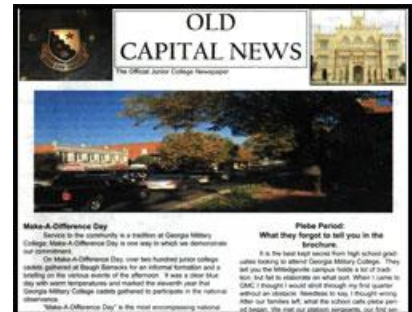 OLD
CAPITAL NEWS
The Official Junior College Newspaper
Make-A-Difference Day
Service to the community is a tradition at Georgia Military
College; Make-A-Difference Day is one way in which we demonstrate
our commitment.
On Make-A-Difference Day, over two hundred junior college
cadets gathered at Baugh Barracks for an informal formation and a
briefing on the various events of the afternoon. It was a clear blue
day with warm temperatures and marked the eleventh year that
Georgia Military College cadets gathered to participate in the national
observance.
"Make-A-Difference Day" is the most encompassing national
Plebe Period:
What they forgot to tell you in the
brochure.
It is the best kept secret from high school grad-
uates looking to attend Georgia Military College. They
tell you the Milledgeville campus holds a lot of tradi-
tion, but fail to elaborate on what sort. When I came to
GMC I thought I would stroll through my first quarter
without an obstacle. Needless to say, I thought wrong.
After our families left, what the school calls plebe peri-
od began. We met our platoon sergeants, our first ser-